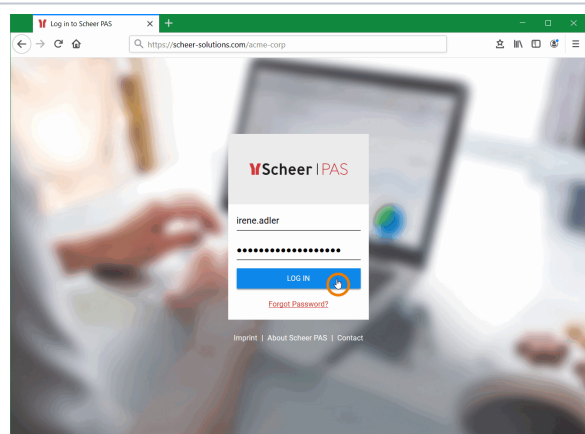 Log in to Scheer PAS
https://scheer-solutions.com/acme-corp
Scheer PAS
irene.adler
LOG IN
Forgot Password?
Imprint | About Scheer PAS | Contact